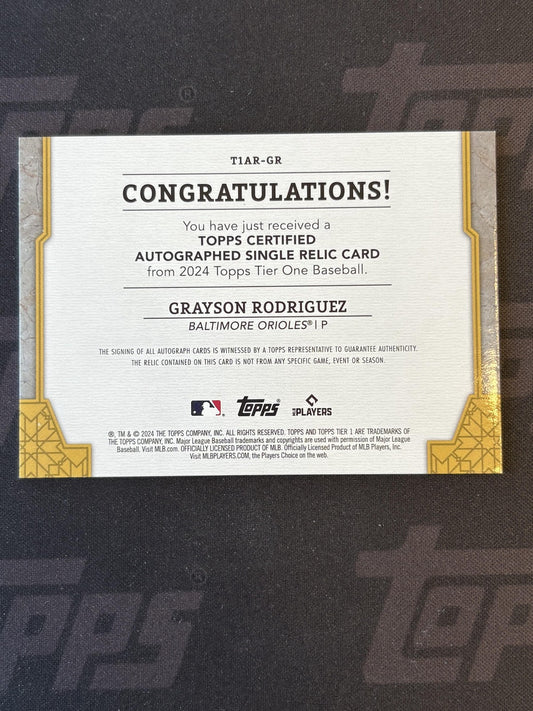 Topps®
T1AR-GR
CONGRATULATIONS!
You have just received a
TOPPS CERTIFIED
AUTOGRAPHED SINGLE RELIC CARD
from 2024 Topps Tier One Baseball.
GRAYSON RODRIGUEZ
BALTIMORE ORIOLES® | P
THE SIGNING OF ALL AUTOGRAPH CARDS IS WITNESSED BY A TOPPS REPRESENTATIVE TO GUARANTEE AUTHENTICITY.
THE RELIC CONTAINED ON THIS CARD IS NOT FROM ANY SPECIFIC GAME, EVENT OR SEASON.
Topps PLAYERS
®, TM & © 2024 THE TOPPS COMPANY, INC. ALL RIGHTS RESERVED. TOPPS AND TOPPS TIER 1 ARE TRADEMARKS OF
THE TOPPS COMPANY, INC. Major League Baseball trademarks and copyrights are used with permission of Major League
Baseball. Visit MLB.com. OFFICIALLY LICENSED PRODUCT OF MLB. Officially Licensed Product of MLB Players, Inc.
Visit MLBPLAYERS.COM, the Players Choice on the web.
Topps® Topps